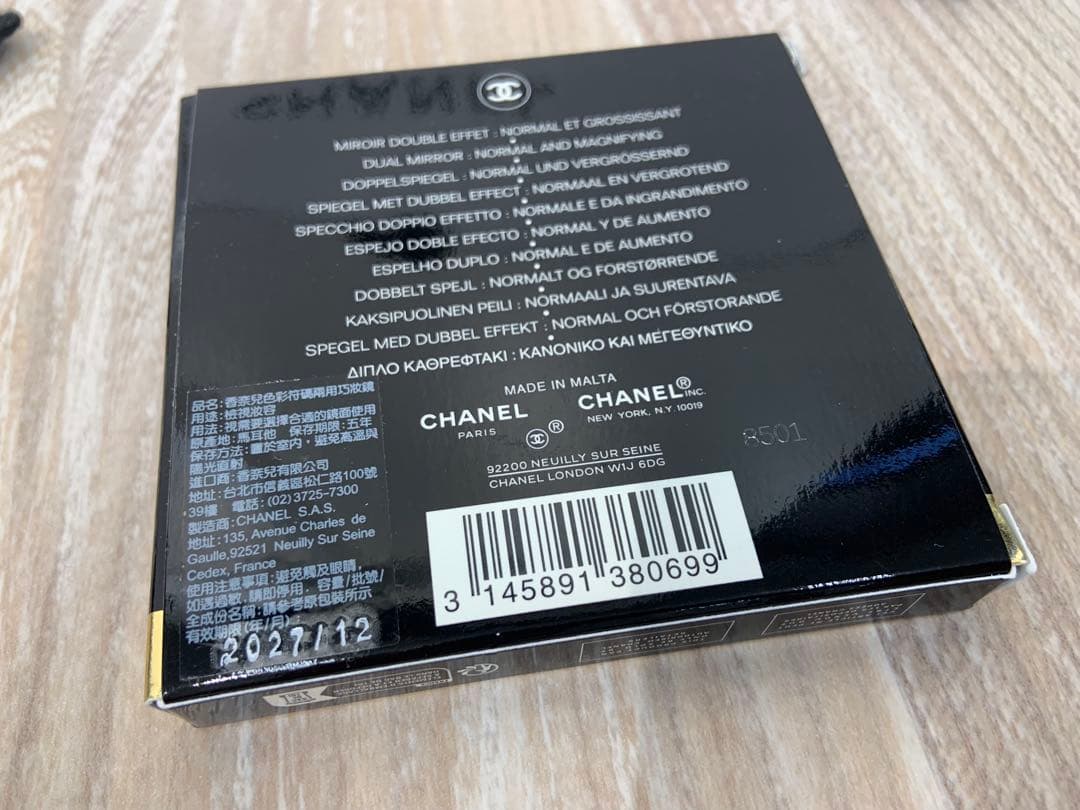 MIROIR DOUBLE EFFET : NORMAL ET GROSSISSANT
DUAL MIRROR : NORMAL AND MAGNIFYING
DOPPELSPIEGEL : NORMAL UND VERGRÖSSERND
SPIEGEL MET DUBBEL EFFECT : NORMAAL EN VERGROTEND
SPECCHIO DOPPIO EFFETTO : NORMALE E DA INGRANDIMENTO
ESPEJO DOBLE EFECTO : NORMAL Y DE AUMENTO
ESPELHO DUPLO : NORMAL E DE AUMENTO
DOBBELT SPEJL : NORMALT OG FORSTØRRENDE
KAKSIPUOLINEN PEILI : NORMAALI JA SUURENTAVA
SPEGEL MED DUBBEL EFFEKT : NORMAL OCH FÖRSTORANDE
ΔΙΠΛΟ ΚΑΘΡΕΦΤΑΚΙ : ΚΑΝΟΝΙΚΟ ΚΑΙ ΜΕΓΕΘΥΝΤΙΚΟ
MADE IN MALTA
CHANEL
PARIS
CHANEL® INC.
NEW YORK, N.Y. 10019
®
92200 NEUILLY SUR SEINE
CHANEL LONDON W1J 6DG
8501
3 145891 380699
品名:香奈兒色彩符碼兩用巧妝鏡
用途:檢視妝容
用法:視需要選擇合適的鏡面使用
原產地:馬耳他 保存期限:五年
保存方法:置於室內,避免高溫與
陽光直射
進口商:香奈兒有限公司
地址:台北市信義區松仁路100號
39樓 電話:(02)3725-7300
製造商:CHANEL S.A.S.
地址:135, Avenue Charles de
Gaulle,92521 Neuilly Sur Seine
Cedex, France
使用注意事項:避免觸及眼睛,
如過敏,請即停用. 容量/批號/
全成份名稱:請參考原包裝所示
有效期限(年/月)
2027/12